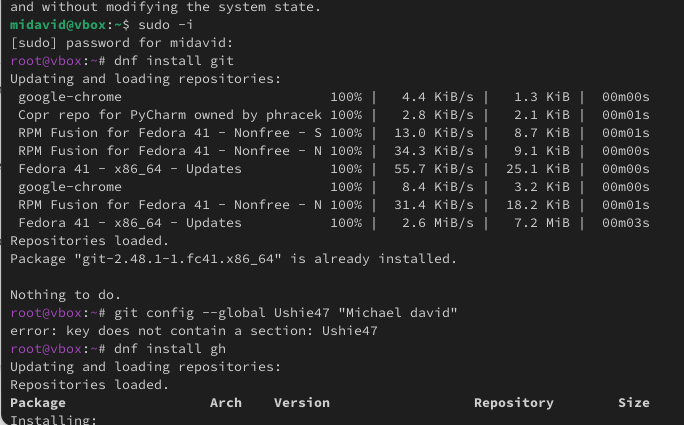 and without modifying the system state.
midavid@vbox:~$ sudo -i
[sudo] password for midavid:
root@vbox:~# dnf install git
Updating and loading repositories:
google-chrome 100% | 4.4 KiB/s | 1.3 KiB | 00m00s
Copr repo for PyCharm owned by phracek 100% | 2.8 KiB/s | 2.1 KiB | 00m01s
RPM Fusion for Fedora 41 - Nonfree - S 100% | 13.0 KiB/s | 8.7 KiB | 00m01s
RPM Fusion for Fedora 41 - Nonfree - N 100% | 34.3 KiB/s | 9.1 KiB | 00m00s
Fedora 41 - x86_64 - Updates 100% | 55.7 KiB/s | 25.1 KiB | 00m00s
google-chrome 100% | 8.4 KiB/s | 3.2 KiB | 00m00s
RPM Fusion for Fedora 41 - Nonfree - N 100% | 31.4 KiB/s | 18.2 KiB | 00m01s
Fedora 41 - x86_64 - Updates 100% | 2.6 MiB/s | 7.2 MiB | 00m03s
Repositories loaded.
Package "git-2.48.1-1.fc41.x86_64" is already installed.
Nothing to do.
root@vbox:~# git config --global Ushie47 "Michael david"
error: key does not contain a section: Ushie47
root@vbox:~# dnf install gh
Updating and loading repositories:
Repositories loaded.
Package Arch Version Repository Size
Installing: